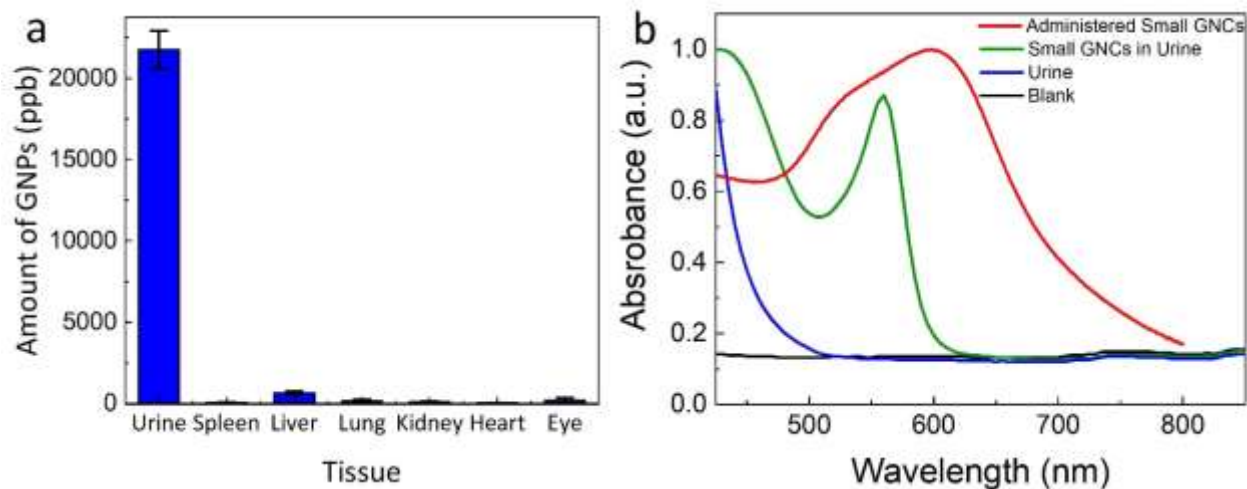 a
Amount of GNPs (ppb)
20000
15000
10000
5000
0
Urine Spleen Liver Lung Kidney Heart Eye
Tissue
b
Absrobance (a.u.)
1.0
0.8
0.6
0.4
0.2
0.0
Administered Small GNCs
Small GNCs in Urine
Urine
Blank
500 600 700 800
Wavelength (nm)